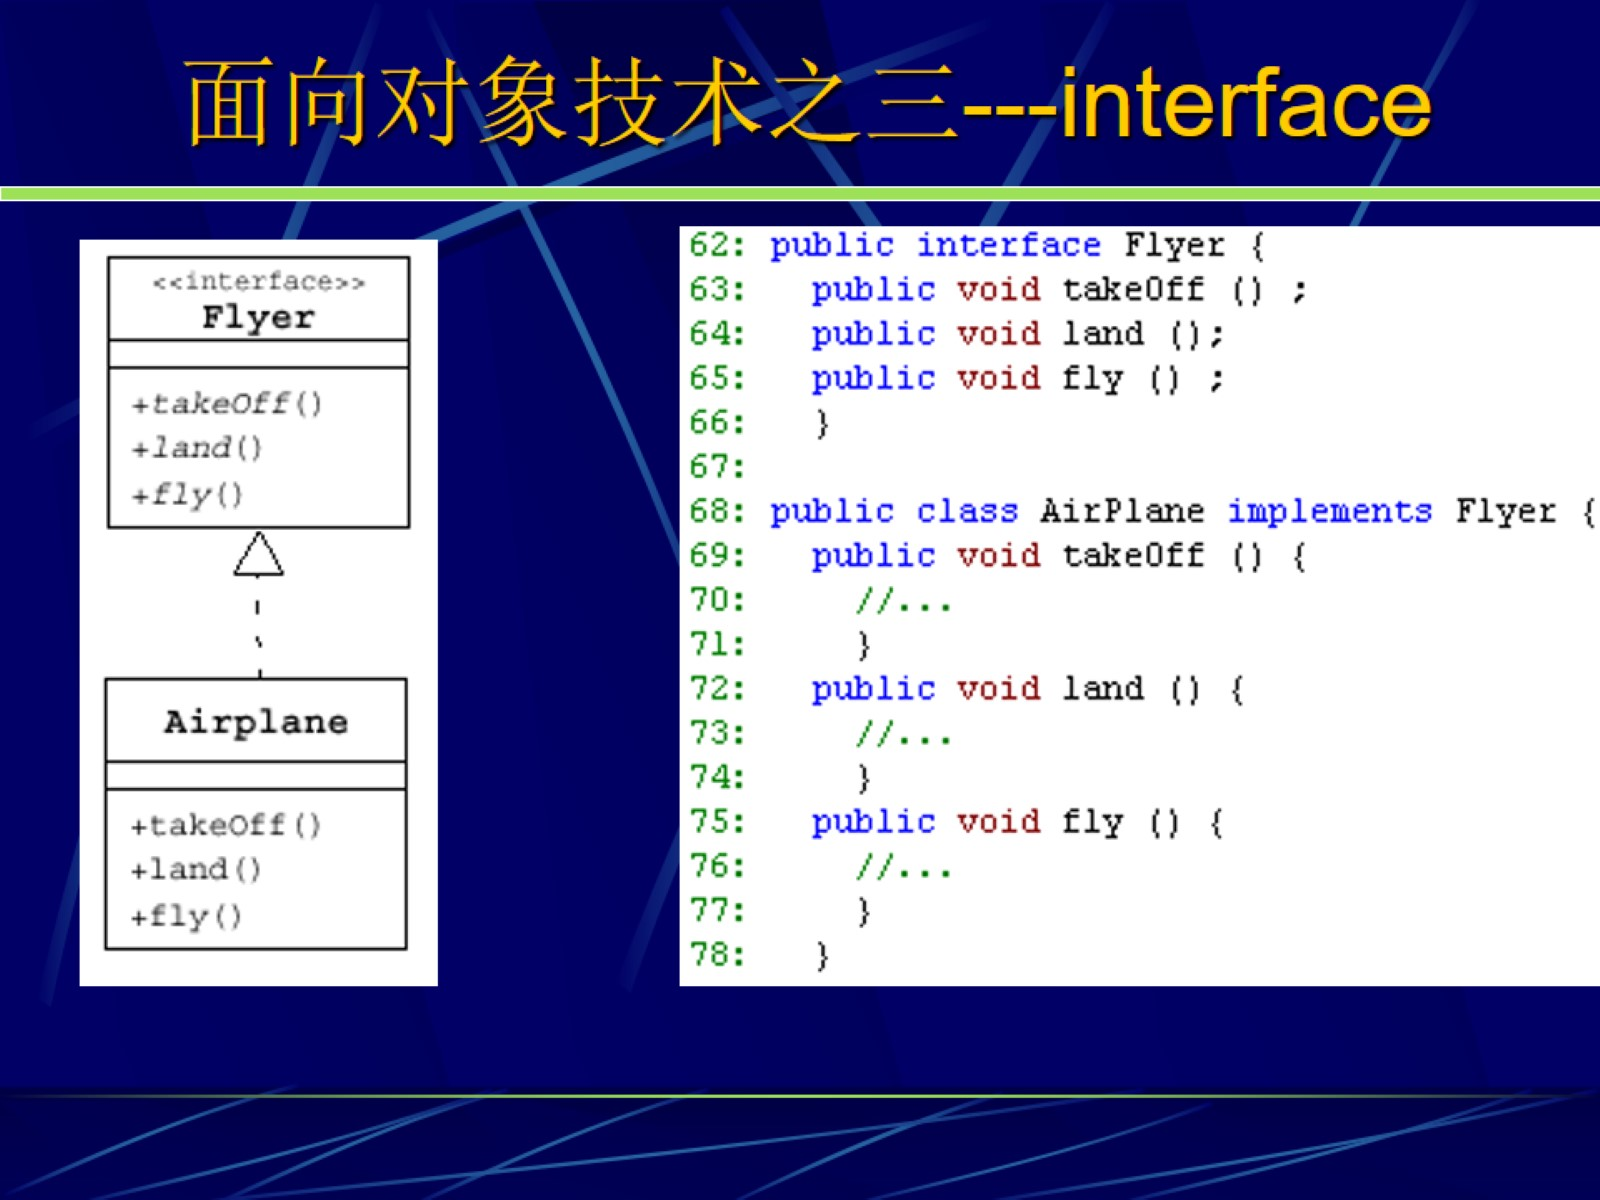 面向对象技术之三---interface
<<interface>>
Flyer
+takeOff()
+land()
+fly()
Airplane
+takeOff()
+land()
+fly()
62: public interface Flyer {
63:   public void takeOff () ;
64:   public void land ();
65:   public void fly () ;
66:   }
67:
68: public class AirPlane implements Flyer {
69:   public void takeOff () {
70:     //...
71:     }
72:   public void land () {
73:     //...
74:     }
75:   public void fly () {
76:     //...
77:     }
78:   }